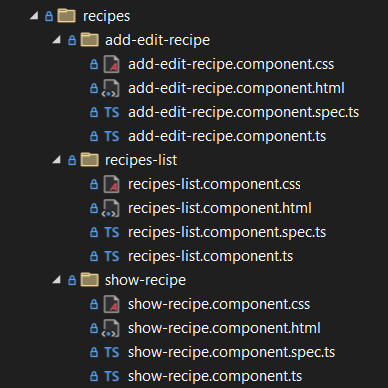 recipes
add-edit-recipe
add-edit-recipe.component.css
add-edit-recipe.component.html
TS add-edit-recipe.component.spec.ts
TS add-edit-recipe.component.ts
recipes-list
recipes-list.component.css
recipes-list.component.html
TS recipes-list.component.spec.ts
TS recipes-list.component.ts
show-recipe
show-recipe.component.css
show-recipe.component.html
TS show-recipe.component.spec.ts
TS show-recipe.component.ts